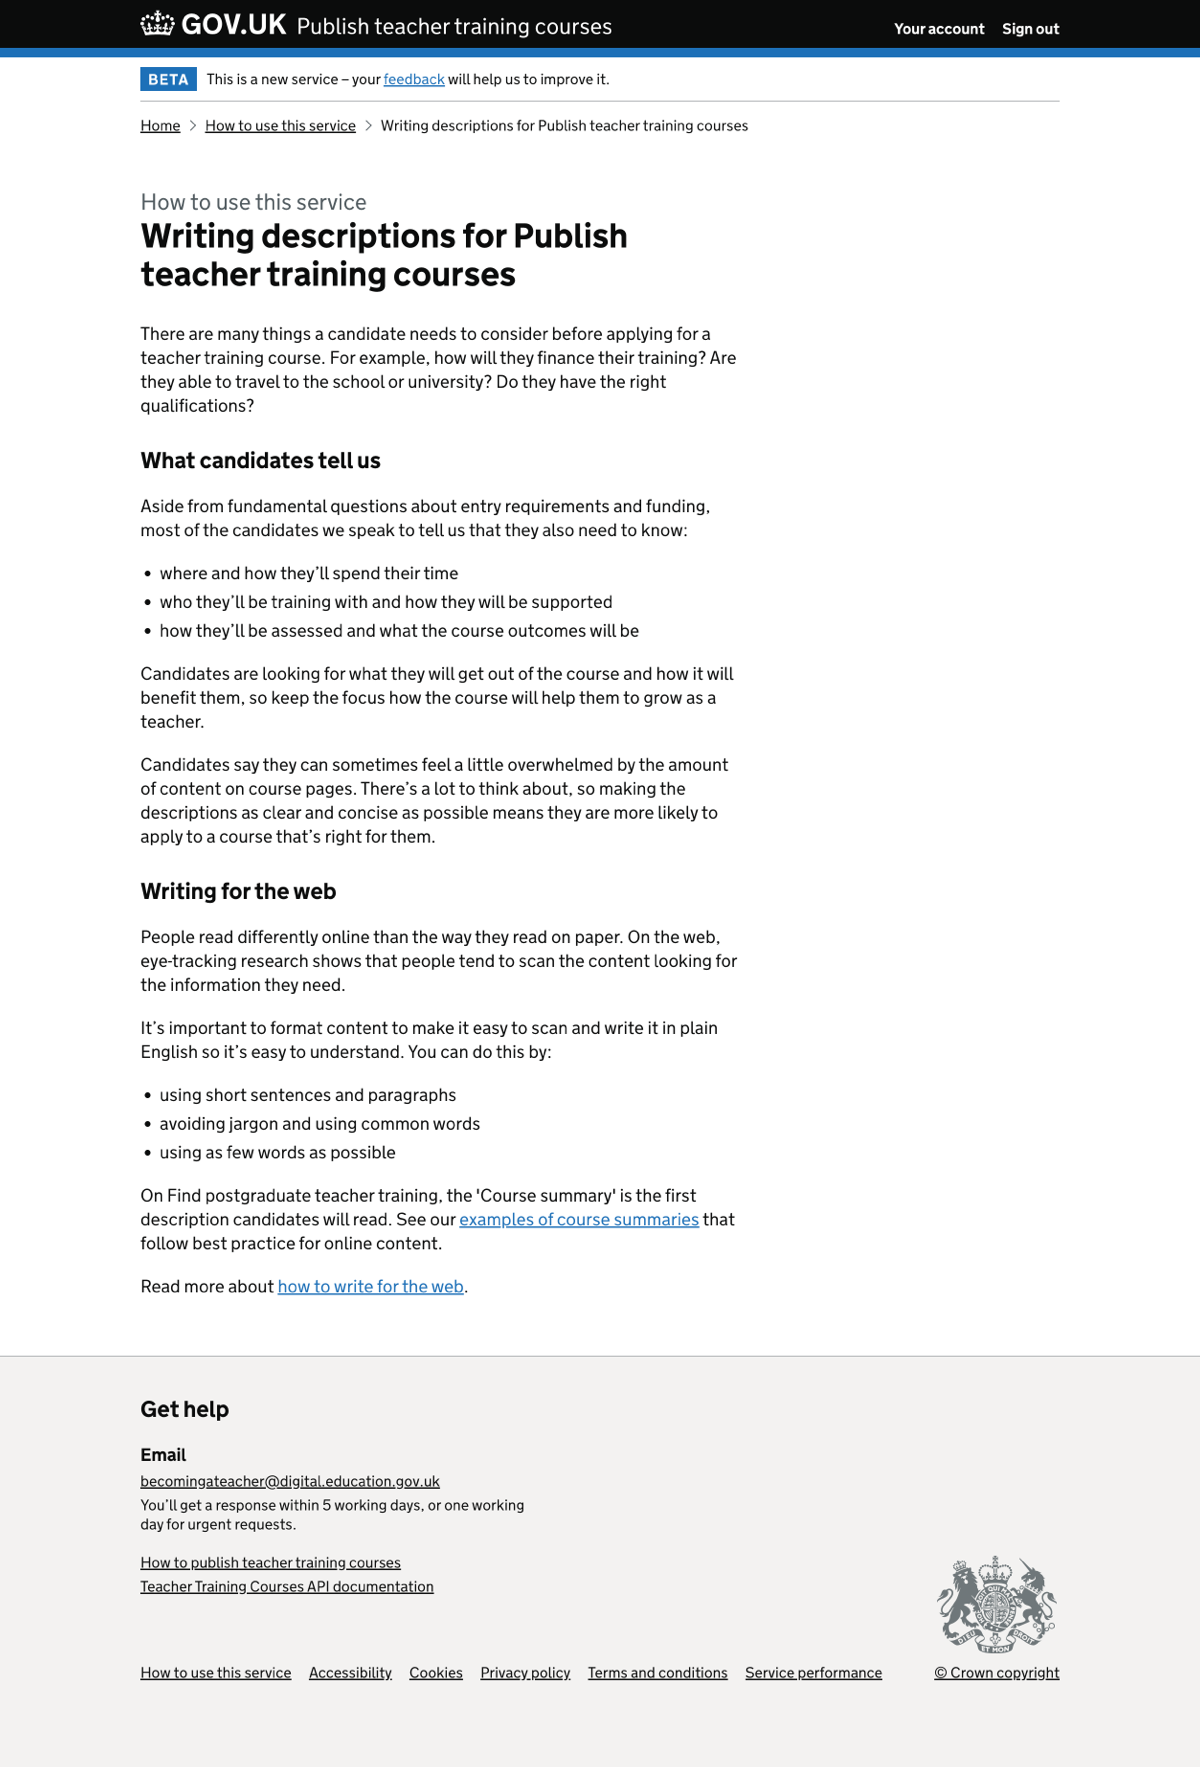 GOV.UK Publish teacher training courses Your account Sign out
BETA This is a new service – your feedback will help us to improve it.
Home How to use this service Writing descriptions for Publish teacher training courses
How to use this service
Writing descriptions for Publish
teacher training courses
There are many things a candidate needs to consider before applying for a
teacher training course. For example, how will they finance their training? Are
they able to travel to the school or university? Do they have the right
qualifications?
What candidates tell us
Aside from fundamental questions about entry requirements and funding,
most of the candidates we speak to tell us that they also need to know:
• where and how they’ll spend their time
• who they’ll be training with and how they will be supported
• how they’ll be assessed and what the course outcomes will be
Candidates are looking for what they will get out of the course and how it will
benefit them, so keep the focus how the course will help them to grow as a
teacher.
Candidates say they can sometimes feel a little overwhelmed by the amount
of content on course pages. There’s a lot to think about, so making the
descriptions as clear and concise as possible means they are more likely to
apply to a course that’s right for them.
Writing for the web
People read differently online than the way they read on paper. On the web,
eye-tracking research shows that people tend to scan the content looking for
the information they need.
It’s important to format content to make it easy to scan and write it in plain
English so it’s easy to understand. You can do this by:
• using short sentences and paragraphs
• avoiding jargon and using common words
• using as few words as possible
On Find postgraduate teacher training, the 'Course summary' is the first
description candidates will read. See our examples of course summaries that
follow best practice for online content.
Read more about how to write for the web.
Get help
Email
becomingateacher@digital.education.gov.uk
You’ll get a response within 5 working days, or one working
day for urgent requests.
How to publish teacher training courses
Teacher Training Courses API documentation
DIEU ET MON DROIT
How to use this service Accessibility Cookies Privacy policy Terms and conditions Service performance © Crown copyright